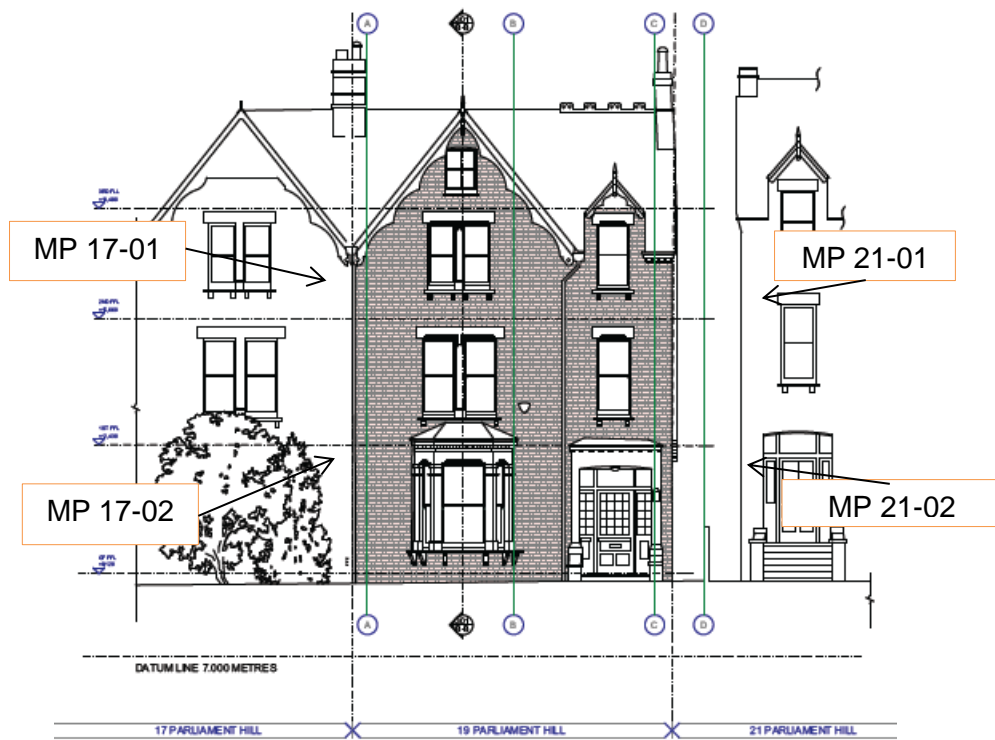 A
B
C
D
MP 17-01
MP 21-01
MP 17-02
MP 21-02
A
B
C
D
DATUM LINE 7.000 METRES
17 PARLIAMENT HILL
19 PARLIAMENT HILL
21 PARLIAMENT HILL